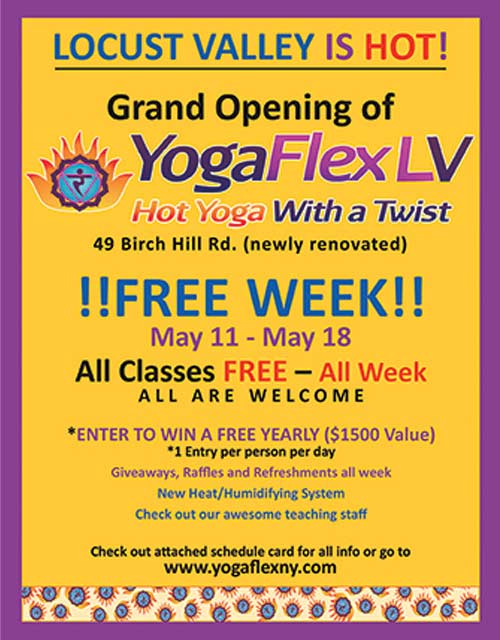 LOCUST VALLEY IS HOT!
Grand Opening of
YogaFlex LV
Hot Yoga With a Twist
49 Birch Hill Rd. (newly renovated)
!!FREE WEEK!!
May 11 - May 18
All Classes FREE – All Week
ALL ARE WELCOME
*ENTER TO WIN A FREE YEARLY ($1500 Value)
*1 Entry per person per day
Giveaways, Raffles and Refreshments all week
New Heat/Humidifying System
Check out our awesome teaching staff
Check out attached schedule card for all info or go to
www.yogaflexny.com